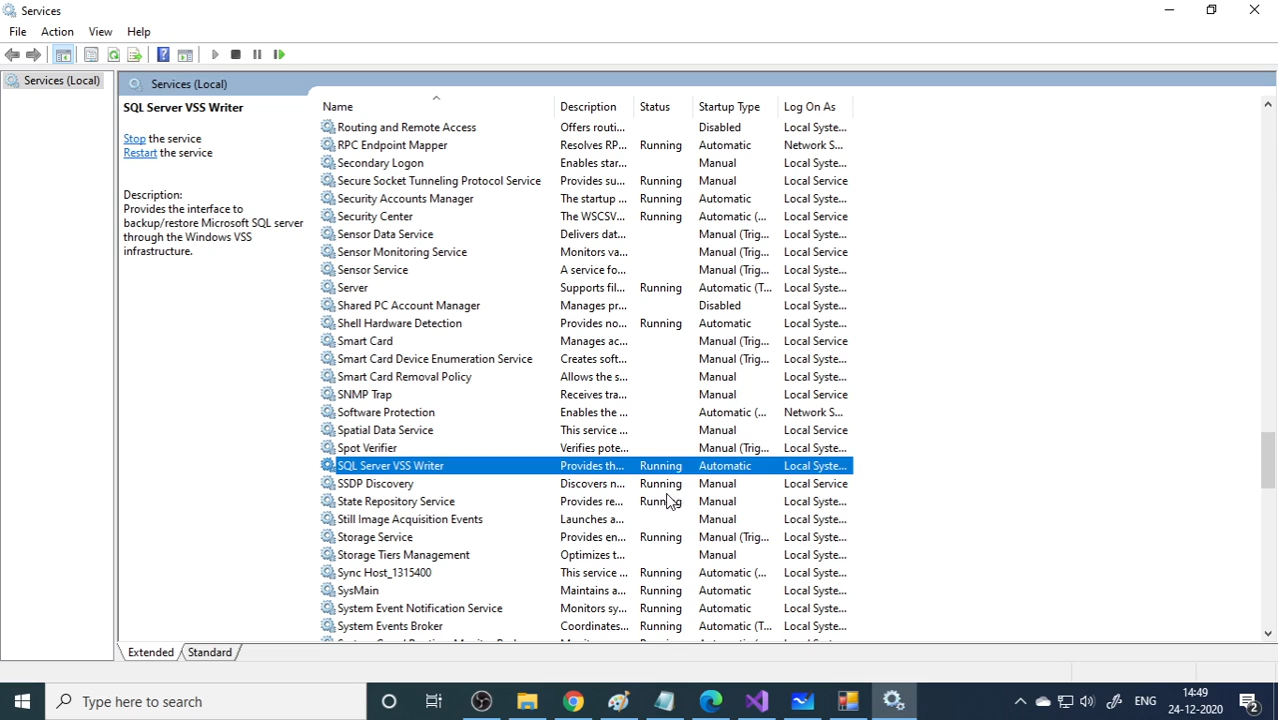 Services
File Action View Help
Services (Local)
Services (Local)
SQL Server VSS Writer
Stop the service
Restart the service
Description:
Provides the interface to
backup/restore Microsoft SQL server
through the Windows VSS
infrastructure.
Name Description Status Startup Type Log On As
Routing and Remote Access Offers routi... Disabled Local Syste...
RPC Endpoint Mapper Resolves RP... Running Automatic Network S...
Secondary Logon Enables star... Manual Local Syste...
Secure Socket Tunneling Protocol Service Provides su... Running Manual Local Service
Security Accounts Manager The startup ... Running Automatic Local Syste...
Security Center The WSCSV... Running Automatic (... Local Service
Sensor Data Service Delivers dat... Manual (Trig... Local Syste...
Sensor Monitoring Service Monitors va... Manual (Trig... Local Service
Sensor Service A service fo... Manual (Trig... Local Syste...
Server Supports fil... Running Automatic (T... Local Syste...
Shared PC Account Manager Manages pr... Disabled Local Syste...
Shell Hardware Detection Provides no... Running Automatic Local Syste...
Smart Card Manages ac... Manual (Trig... Local Service
Smart Card Device Enumeration Service Creates soft... Manual (Trig... Local Syste...
Smart Card Removal Policy Allows the s... Manual Local Syste...
SNMP Trap Receives tra... Manual Local Service
Software Protection Enables the ... Automatic (... Network S...
Spatial Data Service This service ... Manual Local Service
Spot Verifier Verifies pote... Manual (Trig... Local Syste...
SQL Server VSS Writer Provides th... Running Automatic Local Syste...
SSDP Discovery Discovers n... Running Manual Local Service
State Repository Service Provides re... Running Manual Local Syste...
Still Image Acquisition Events Launches a... Manual Local Syste...
Storage Service Provides en... Running Manual (Trig... Local Syste...
Storage Tiers Management Optimizes t... Manual Local Syste...
Sync Host_1315400 This service ... Running Automatic (... Local Syste...
SysMain Maintains a... Running Automatic Local Syste...
System Event Notification Service Monitors sy... Running Automatic Local Syste...
System Events Broker Coordinates... Running Automatic (T... Local Syste...
Extended Standard
Type here to search
ENG
14:49
24-12-2020
2